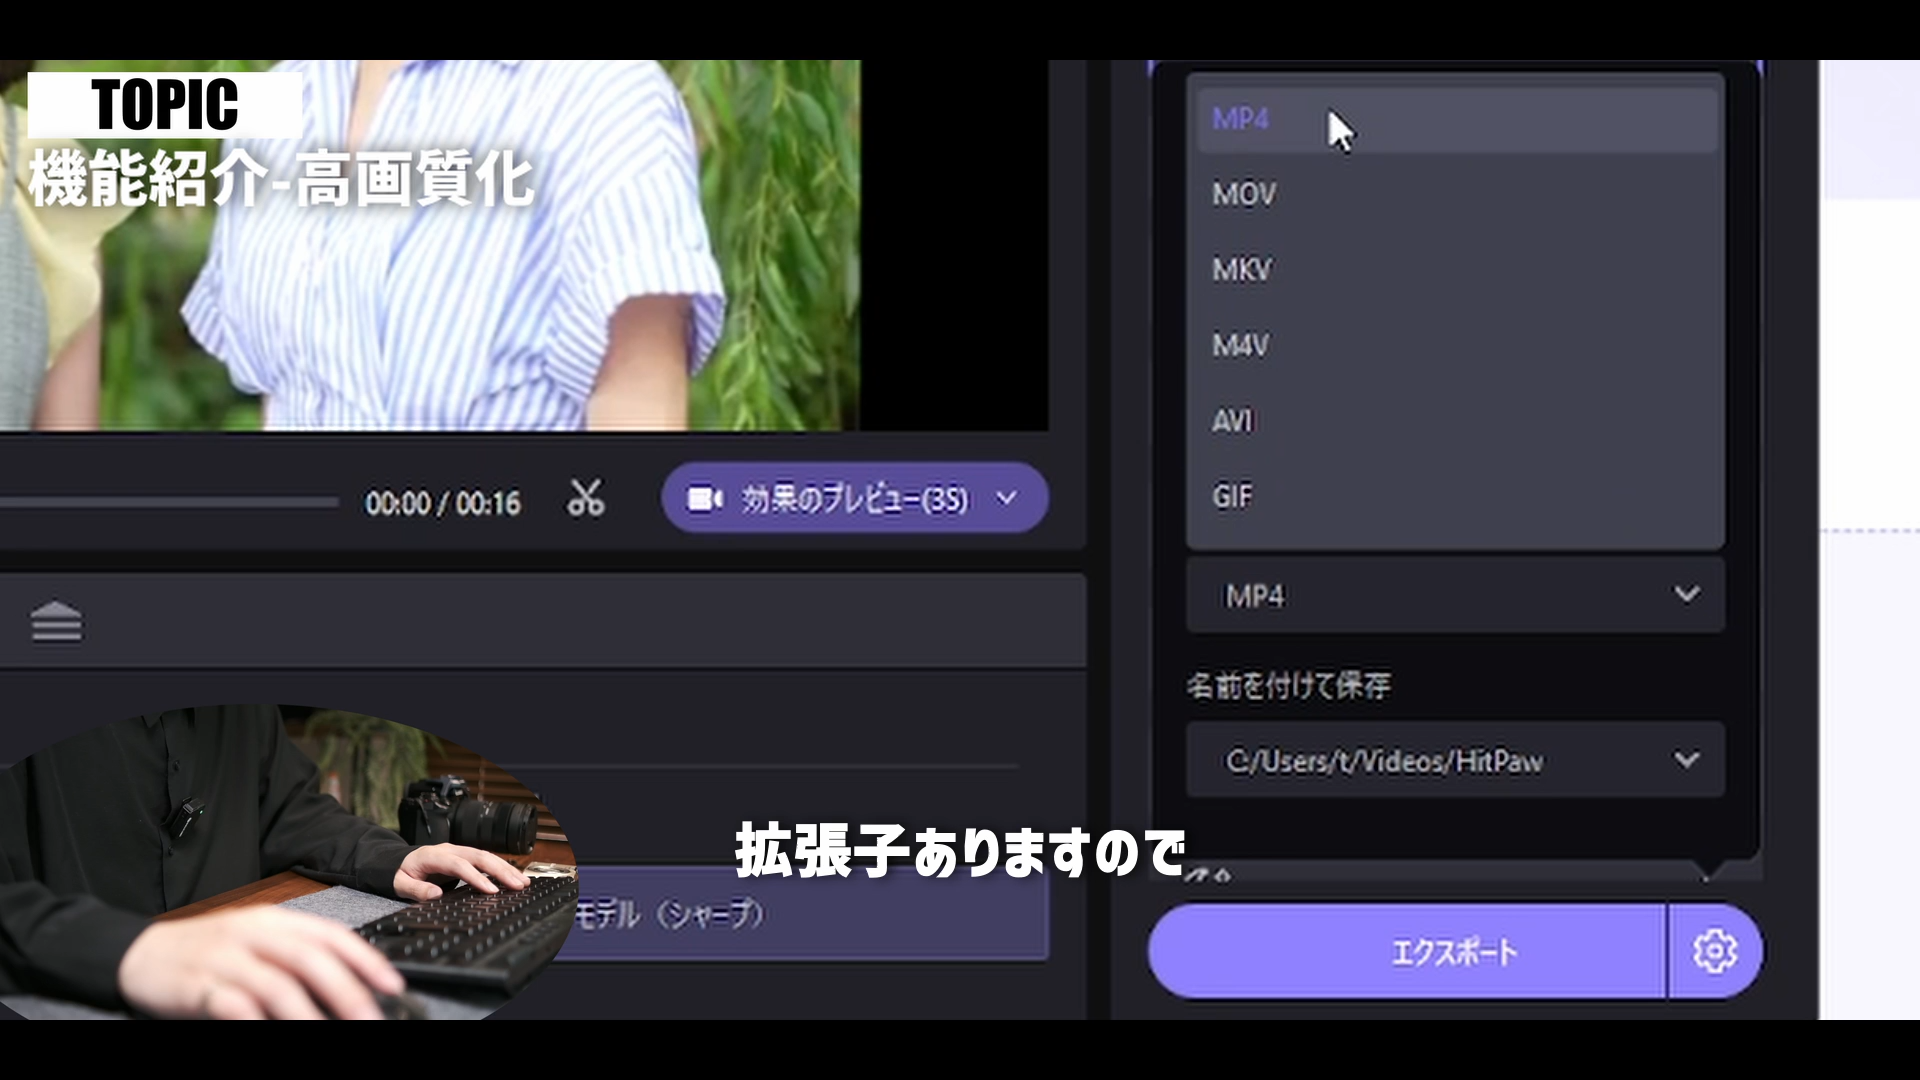 TOPIC
機能紹介-高画質化
00:00 / 00:16
効果のプレビュー(3S)
MP4
MOV
MKV
M4V
AVI
GIF
MP4
名前を付けて保存
C:/Users/t/Videos/HitPaw
拡張子ありますので
モデル（シャープ）
エクスポート